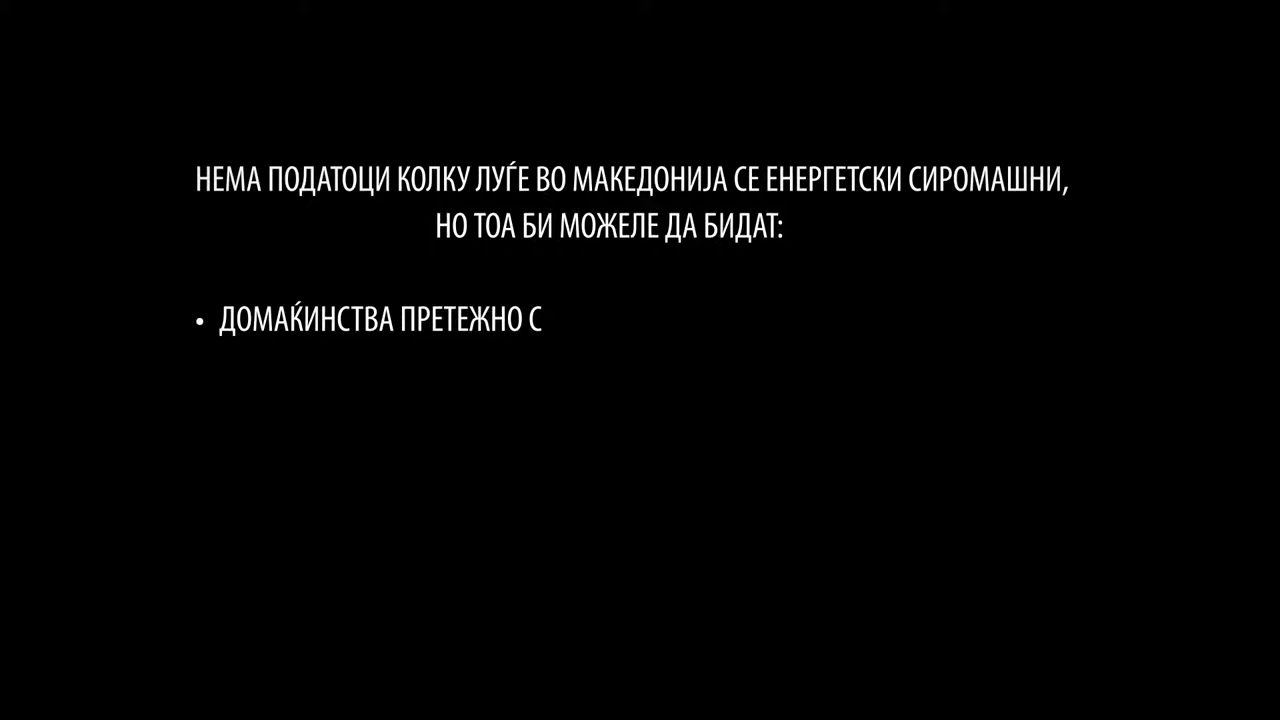 НЕМА ПОДАТОЦИ КОЛКУ ЛУЃЕ ВО МАКЕДОНИЈА СЕ ЕНЕРГЕТСКИ СИРОМАШНИ,
НО ТОА БИ МОЖЕЛЕ ДА БИДАТ:
• ДОМАЌИНСТВА ПРЕТЕЖНО С